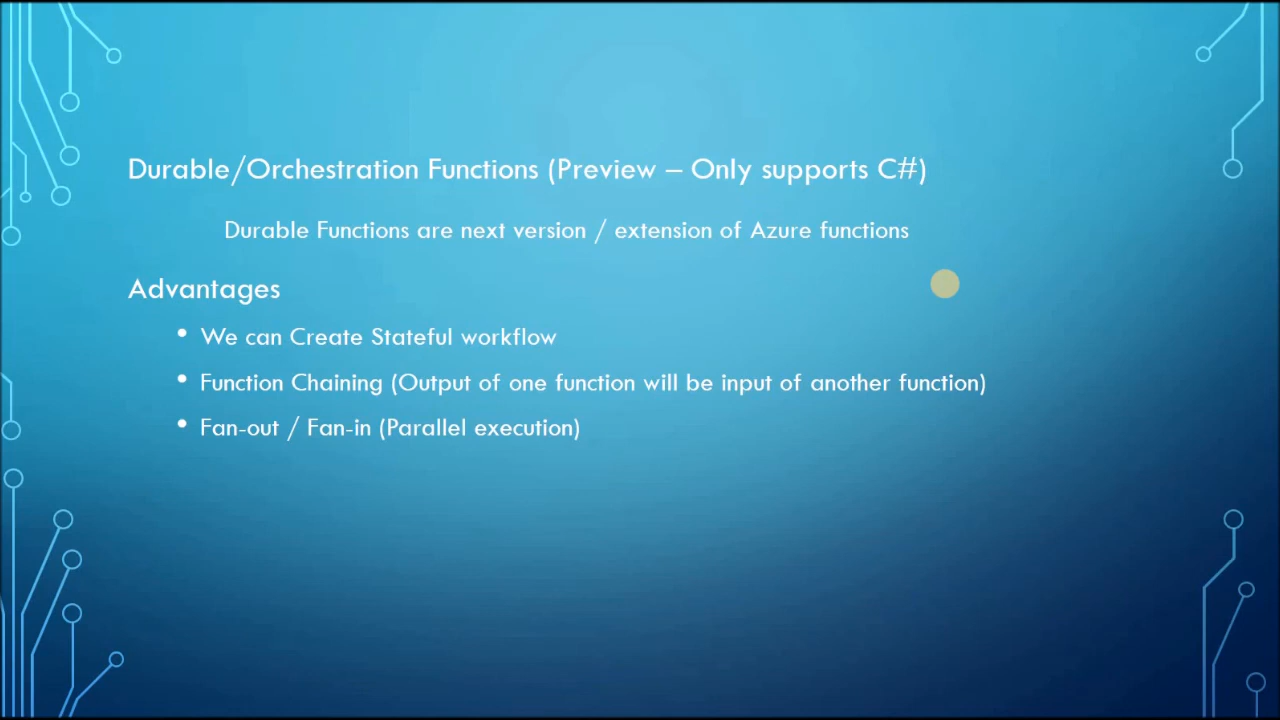 Durable/Orchestration Functions (Preview – Only supports C#)
Durable Functions are next version / extension of Azure functions
Advantages
• We can Create Stateful workflow
• Function Chaining (Output of one function will be input of another function)
• Fan-out / Fan-in (Parallel execution)